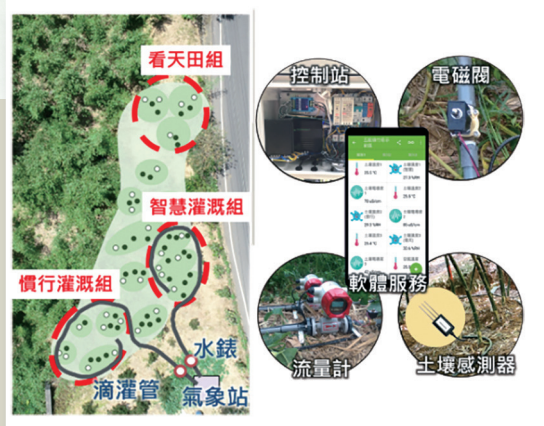 看天田組
智慧灌溉組
慣行灌溉組
水錶
滴灌管
氣象站
控制站
電磁閥
軟體服務
流量計
土壤感測器